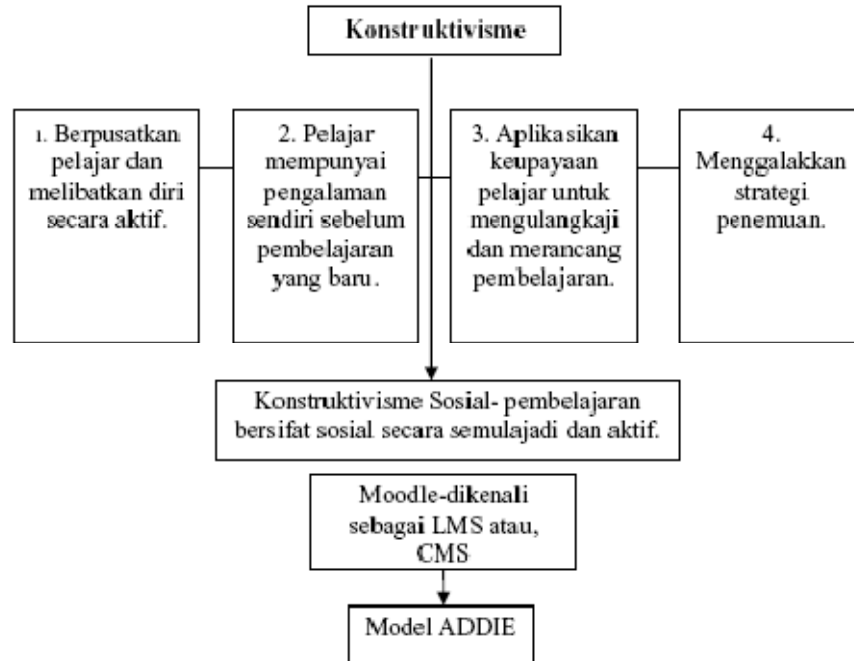 Konstruktivisme
1. Berpusatkan
pelajar dan
melibatkan diri
secara aktif.
2. Pelajar
mempunyai
pengalaman
sendiri sebelum
pembelajaran
yang baru.
3. Aplikasikan
keupayaan
pelajar untuk
mengulangkaji
dan merancang
pembelajaran.
4.
Menggalakkan
strategi
penemuan.
Konstruktivisme Sosial- pembelajaran
bersifat sosial secara semulajadi dan aktif.
Moodle-dikenali
sebagai LMS atau,
CMS
Model ADDIE